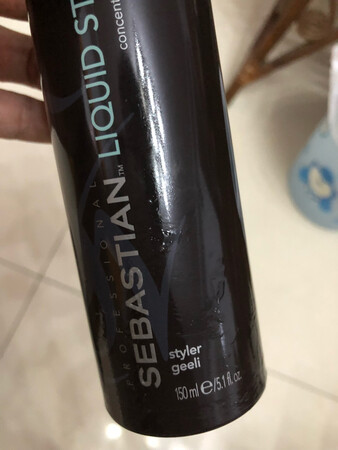 LIQUID ST
concent
PROFESSIONAL
SEBASTIAN™
styler
geeli
150 ml ℮/5.1 fl. oz.